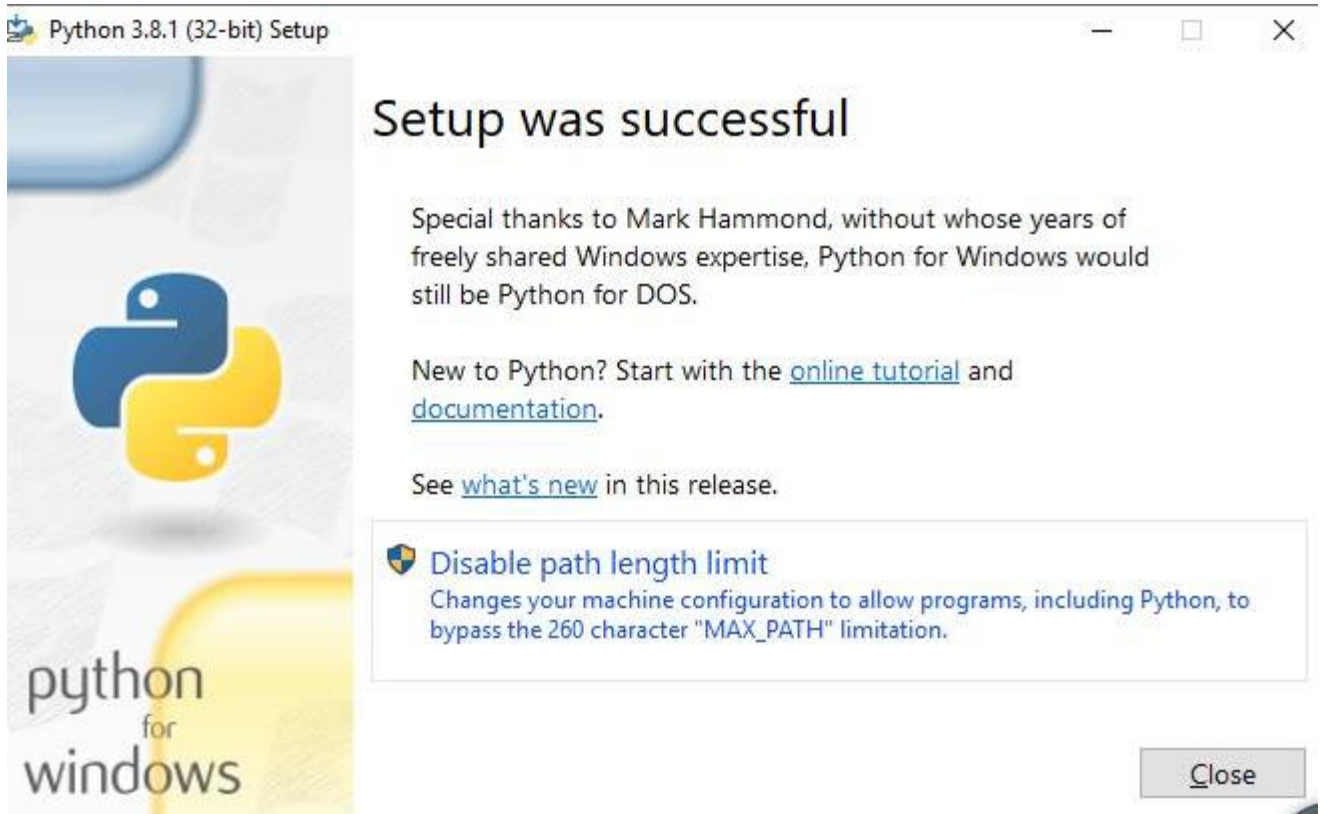 Python 3.8.1 (32-bit) Setup
Setup was successful
Special thanks to Mark Hammond, without whose years of
freely shared Windows expertise, Python for Windows would
still be Python for DOS.
New to Python? Start with the online tutorial and
documentation.
See what's new in this release.
Disable path length limit
Changes your machine configuration to allow programs, including Python, to
bypass the 260 character "MAX_PATH" limitation.
python
for
windows
Close